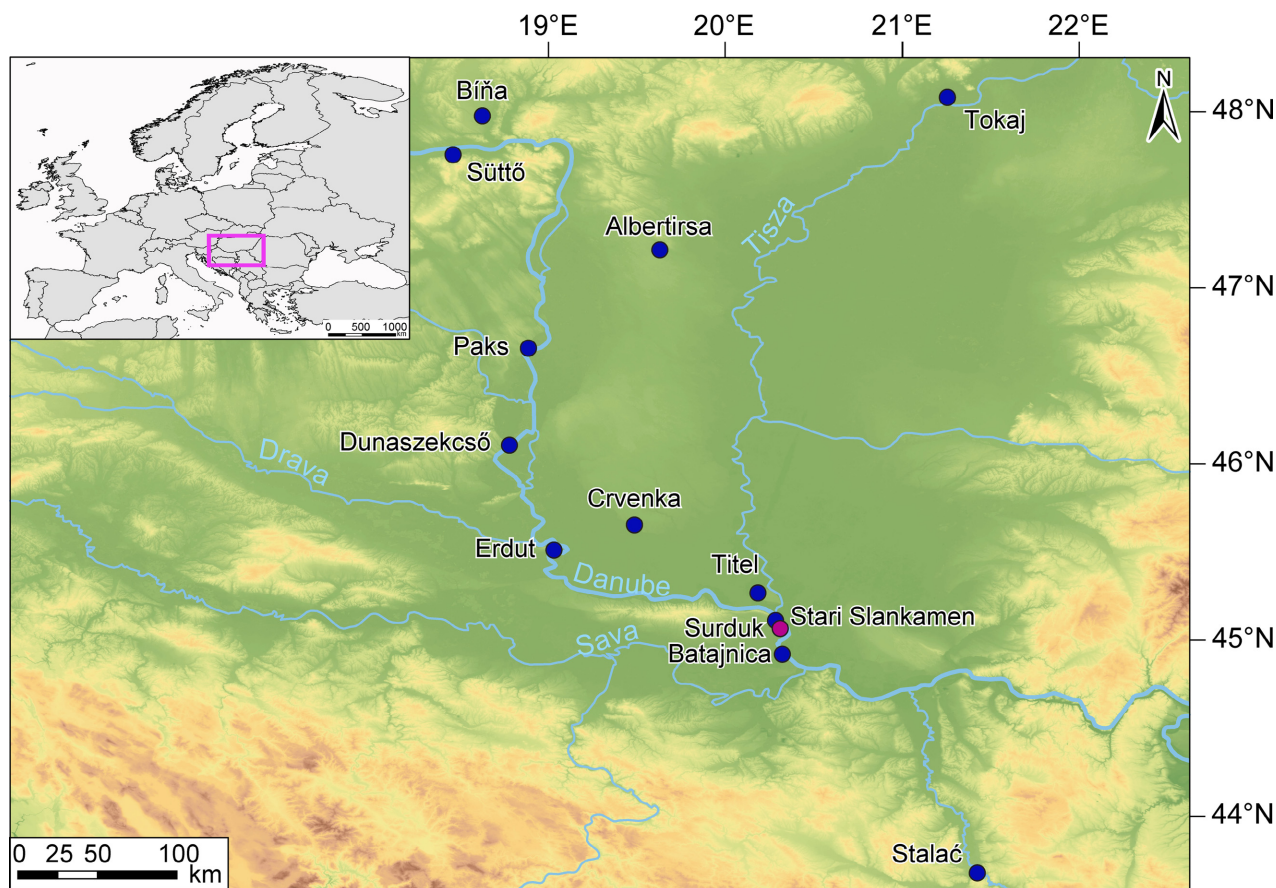 19°E
20°E
21°E
22°E
N
48°N
47°N
46°N
45°N
44°N
Bíňa
Süttő
Tokaj
Albertirsa
Tisza
Paks
Dunaszekcső
Drava
Crvenka
Erdut
Danube
Titel
Stari Slankamen
Surduk
Sava
Batajnica
Stalać
0 500 1000
km
0 25 50 100
km